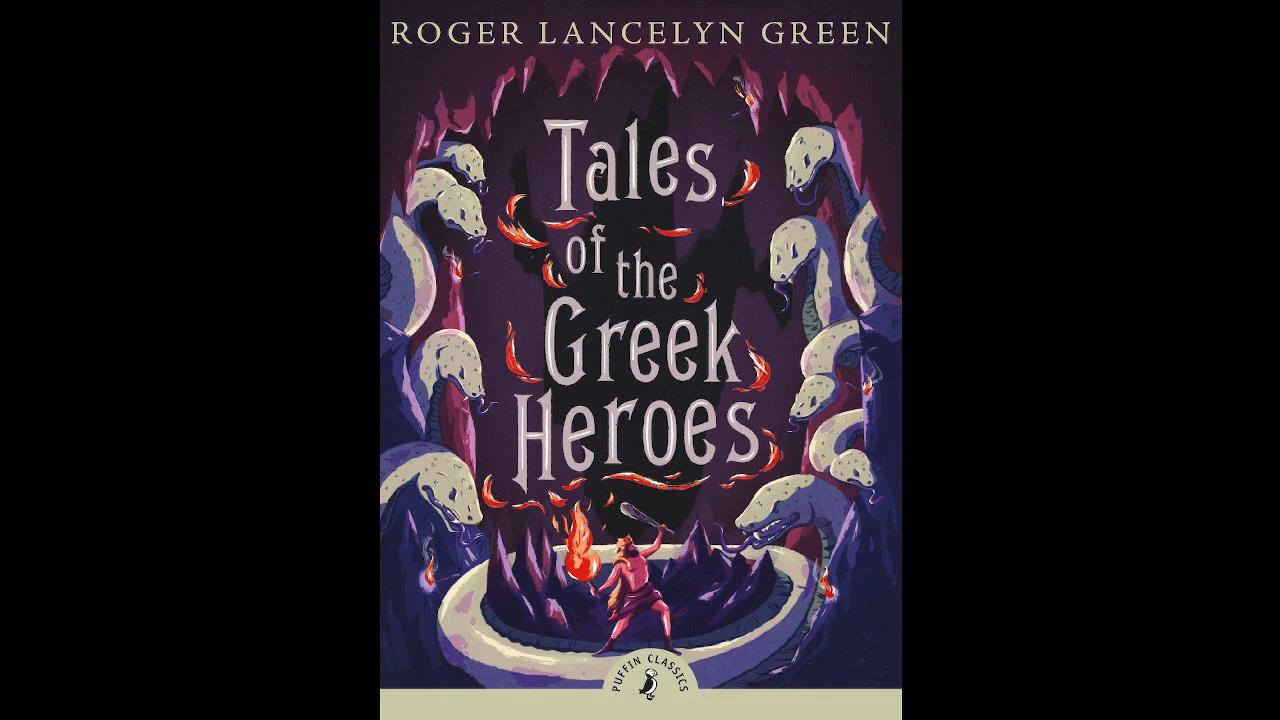 ROGER LANCELYN GREEN
Tales
of the
Greek
Heroes
PUFFIN CLASSICS